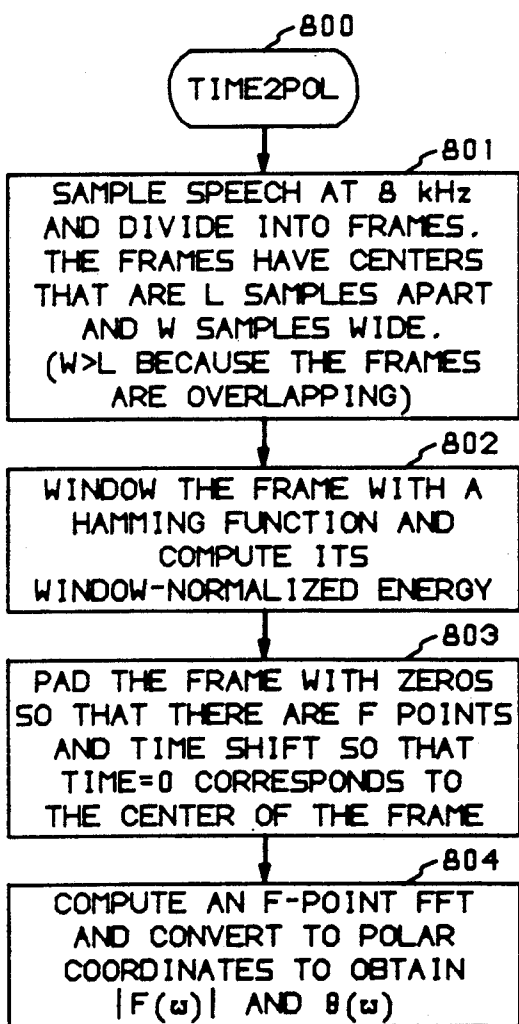 800
TIME2POL
801
SAMPLE SPEECH AT 8 kHz
AND DIVIDE INTO FRAMES.
THE FRAMES HAVE CENTERS
THAT ARE L SAMPLES APART
AND W SAMPLES WIDE.
(W>L BECAUSE THE FRAMES
ARE OVERLAPPING)
802
WINDOW THE FRAME WITH A
HAMMING FUNCTION AND
COMPUTE ITS
WINDOW-NORMALIZED ENERGY
803
PAD THE FRAME WITH ZEROS
SO THAT THERE ARE F POINTS
AND TIME SHIFT SO THAT
TIME=0 CORRESPONDS TO
THE CENTER OF THE FRAME
804
COMPUTE AN F-POINT FFT
AND CONVERT TO POLAR
COORDINATES TO OBTAIN
|F(ω)| AND θ(ω)